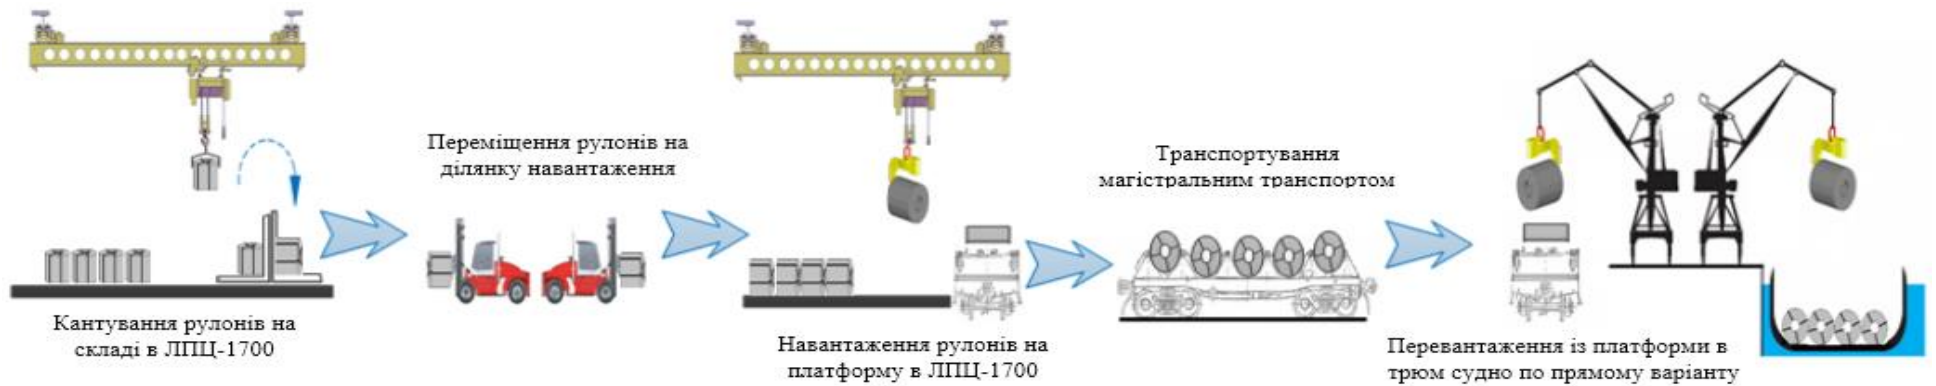 Кантування рулонів на
складі в ЛПЦ-1700
Переміщення рулонів на
ділянку навантаження
Навантаження рулонів на
платформу в ЛПЦ-1700
Транспортування
магістральним транспортом
Перевантаження із платформи в
трюм судно по прямому варіанту